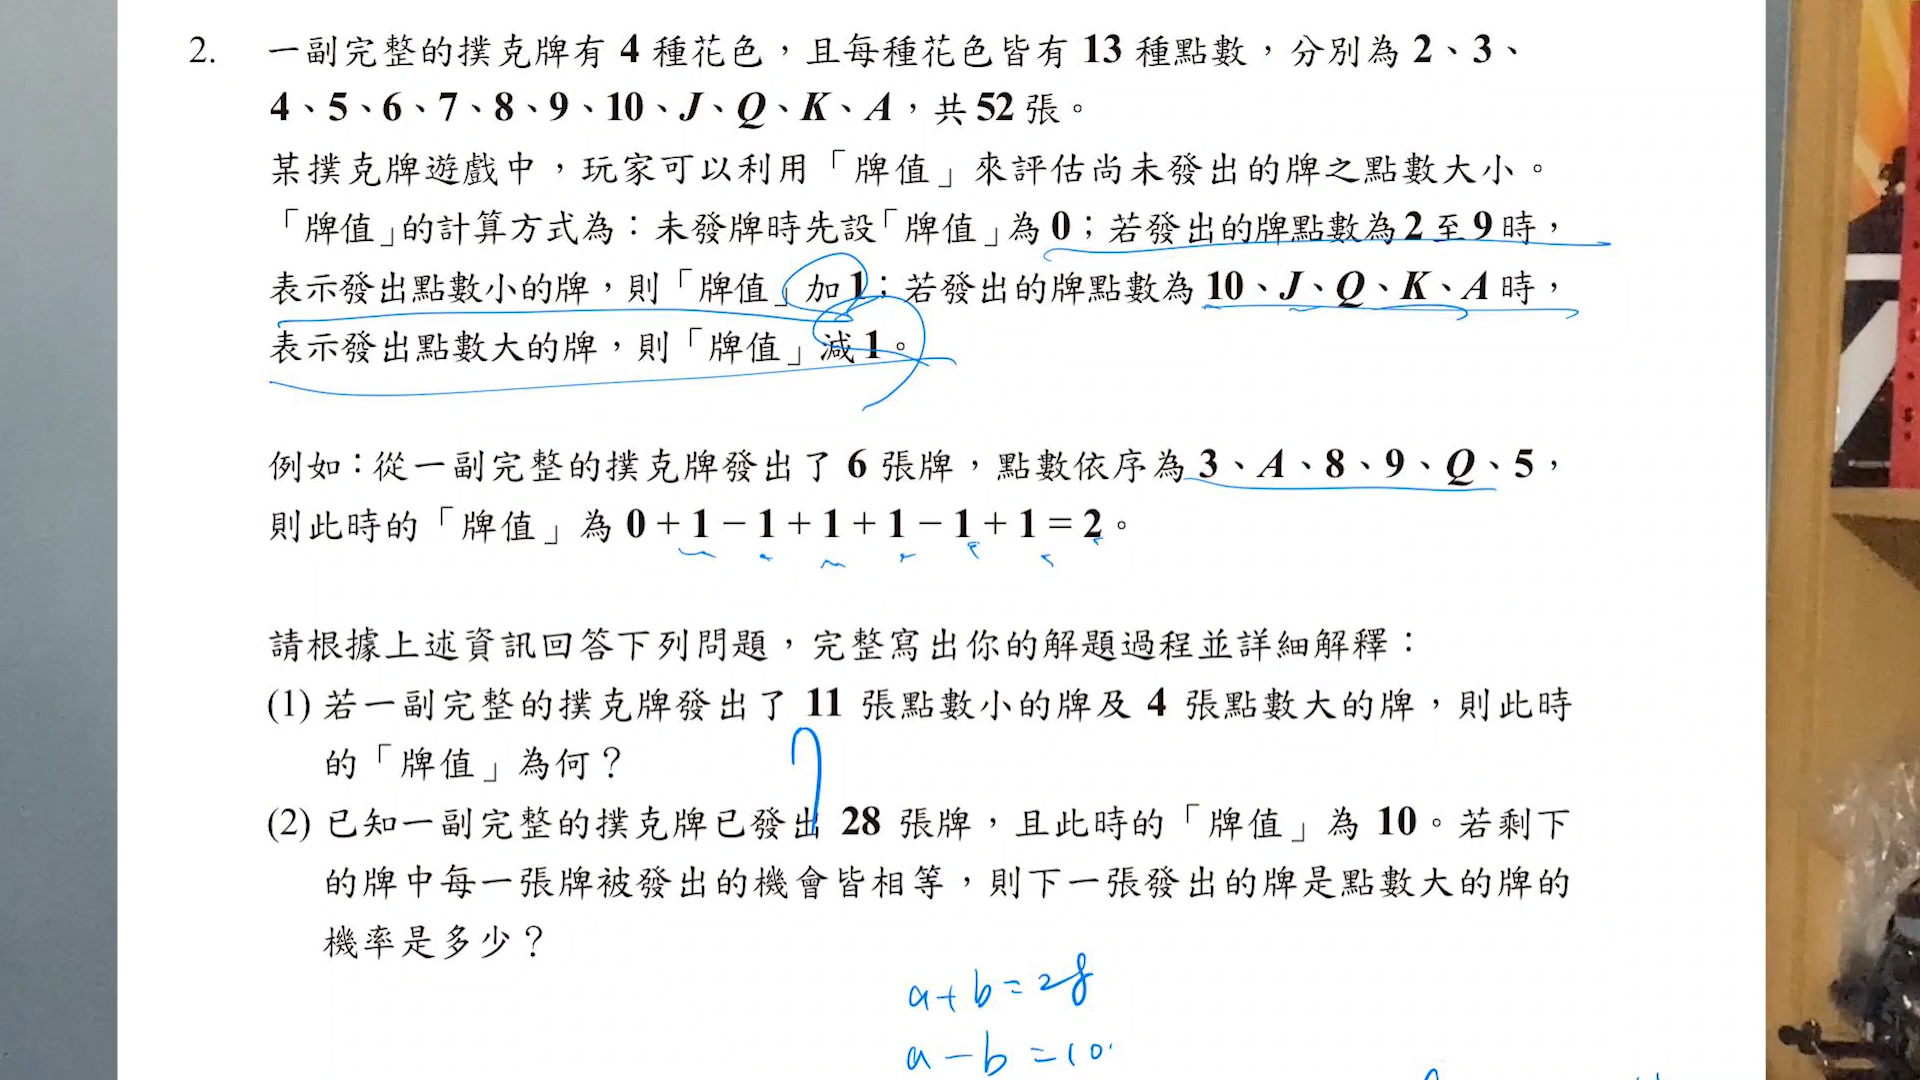 2. 一副完整的撲克牌有 4 種花色，且每種花色皆有 13 種點數，分別為 2、3、
4、5、6、7、8、9、10、J、Q、K、A，共 52 張。
某撲克牌遊戲中，玩家可以利用「牌值」來評估尚未發出的牌之點數大小。
「牌值」的計算方式為：未發牌時先設「牌值」為 0；若發出的牌點數為 2 至 9 時，
表示發出點數小的牌，則「牌值」加 1；若發出的牌點數為 10、J、Q、K、A 時，
表示發出點數大的牌，則「牌值」減 1。
例如：從一副完整的撲克牌發出了 6 張牌，點數依序為 3、A、8、9、Q、5，
則此時的「牌值」為 0 + 1 − 1 + 1 + 1 − 1 + 1 = 2。
請根據上述資訊回答下列問題，完整寫出你的解題過程並詳細解釋：
(1) 若一副完整的撲克牌發出了 11 張點數小的牌及 4 張點數大的牌，則此時
的「牌值」為何？
(2) 已知一副完整的撲克牌已發出 28 張牌，且此時的「牌值」為 10。若剩下
的牌中每一張牌被發出的機會皆相等，則下一張發出的牌是點數大的牌的
機率是多少？
a+b=28
a−b=10